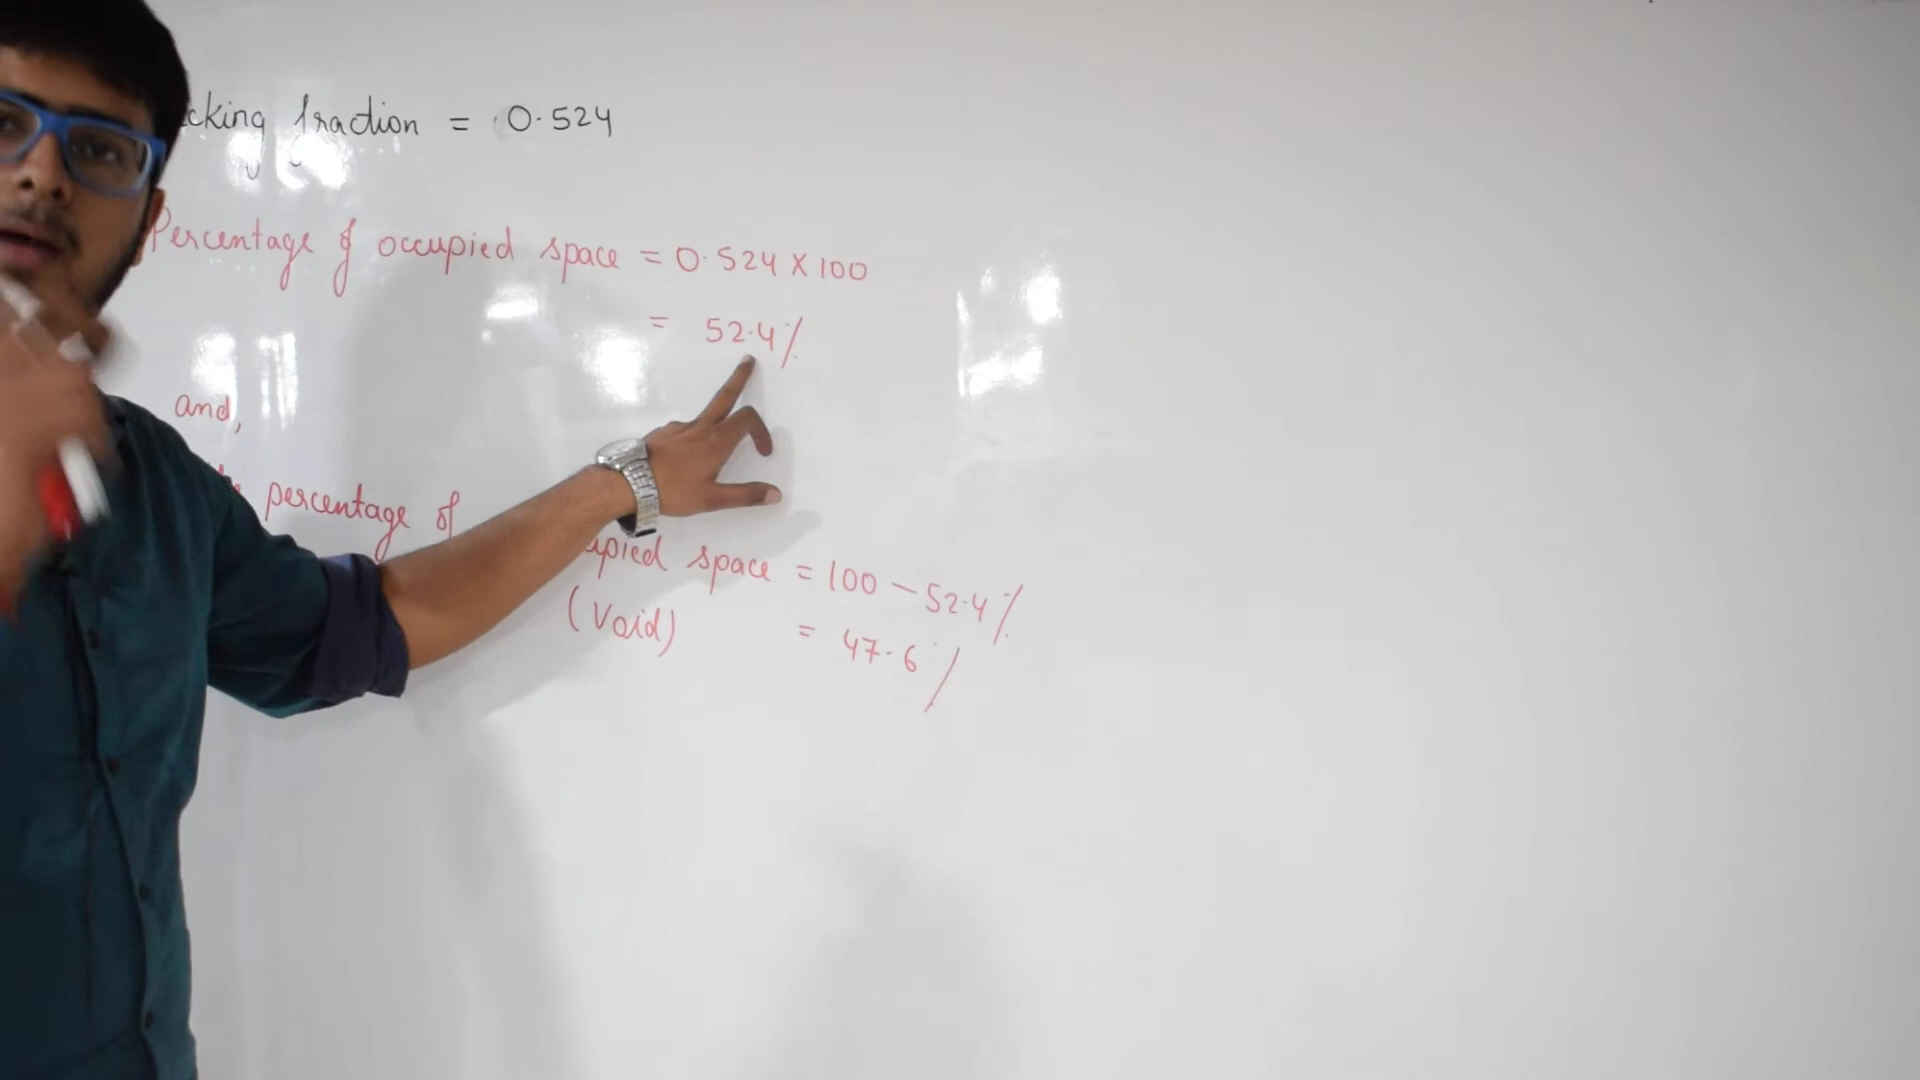 cking fraction = 0.524
Percentage of occupied space = 0.524 X 100
= 52.4%
and,
percentage of
upied space = 100 - 52.4%
(Void) = 47.6%